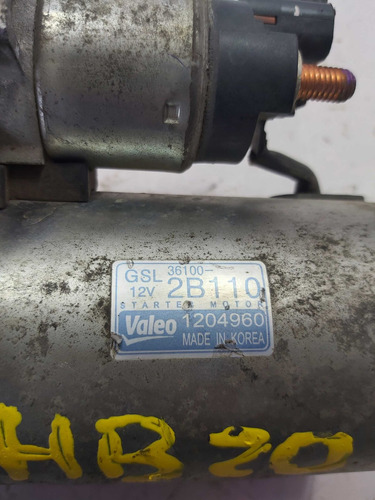 GSL 36100-
12V 2B110
STARTER MOTOR
Valeo 1204960
MADE IN KOREA
HB20